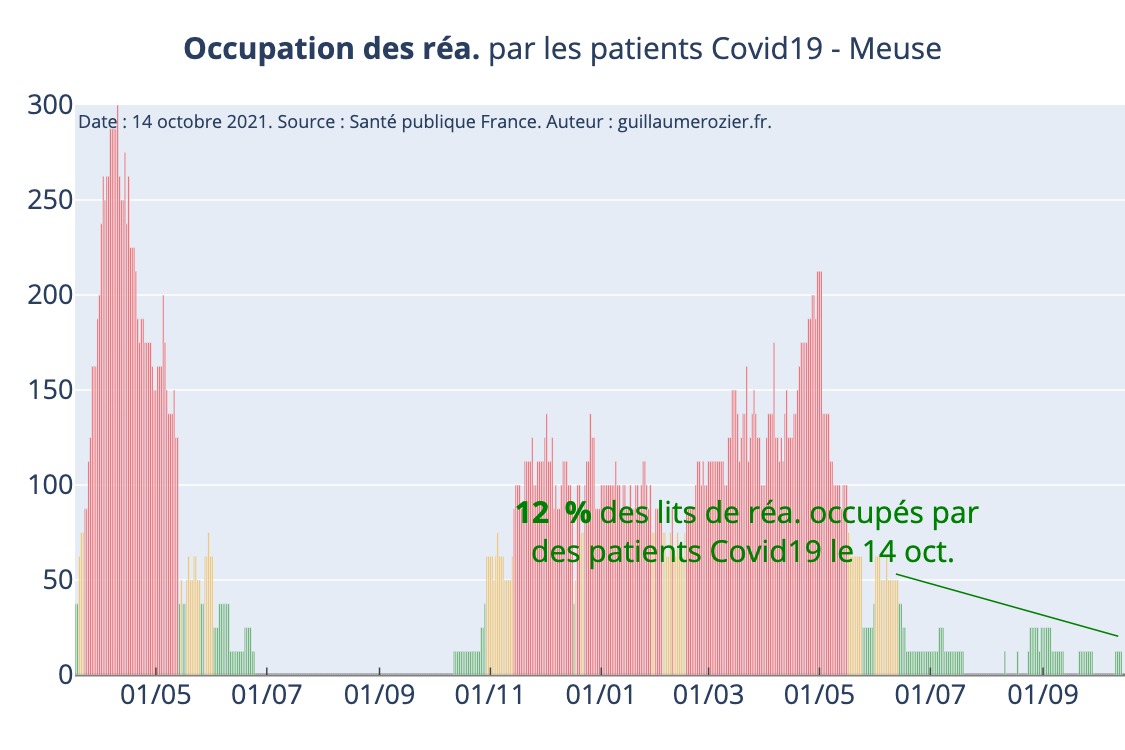 Occupation des réa. par les patients Covid19 - Meuse
300
Date : 14 octobre 2021. Source : Santé publique France. Auteur : guillaumerozier.fr.
250
200
150
100
12 % des lits de réa. occupés par
des patients Covid19 le 14 oct.
50
0
01/05 01/07 01/09 01/11 01/01 01/03 01/05 01/07 01/09